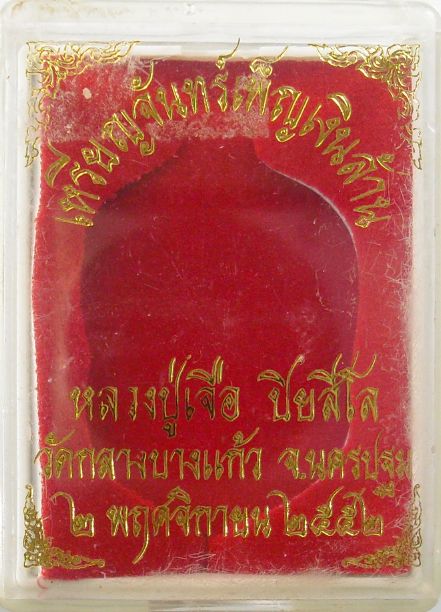 เหรียญจันทร์เพ็ญเงินล้าน
หลวงปู่เจือ ปิยสีโล
วัดกลางบางแก้ว จ.นครปฐม
๒ พฤศจิกายน ๒๕๕๒